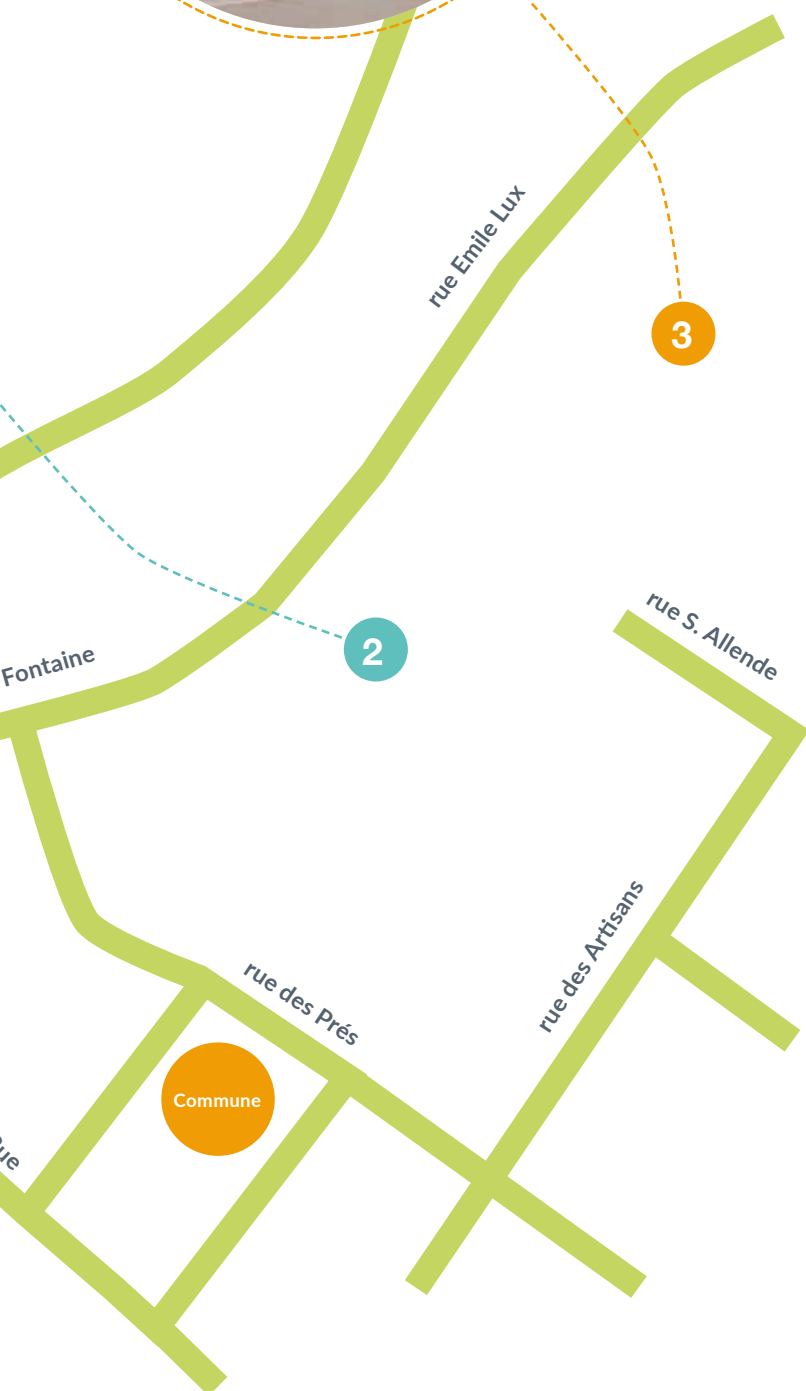 rue Emile Lux
3
rue S. Allende
2
Fontaine
rue des Artisans
rue des Prés
Commune